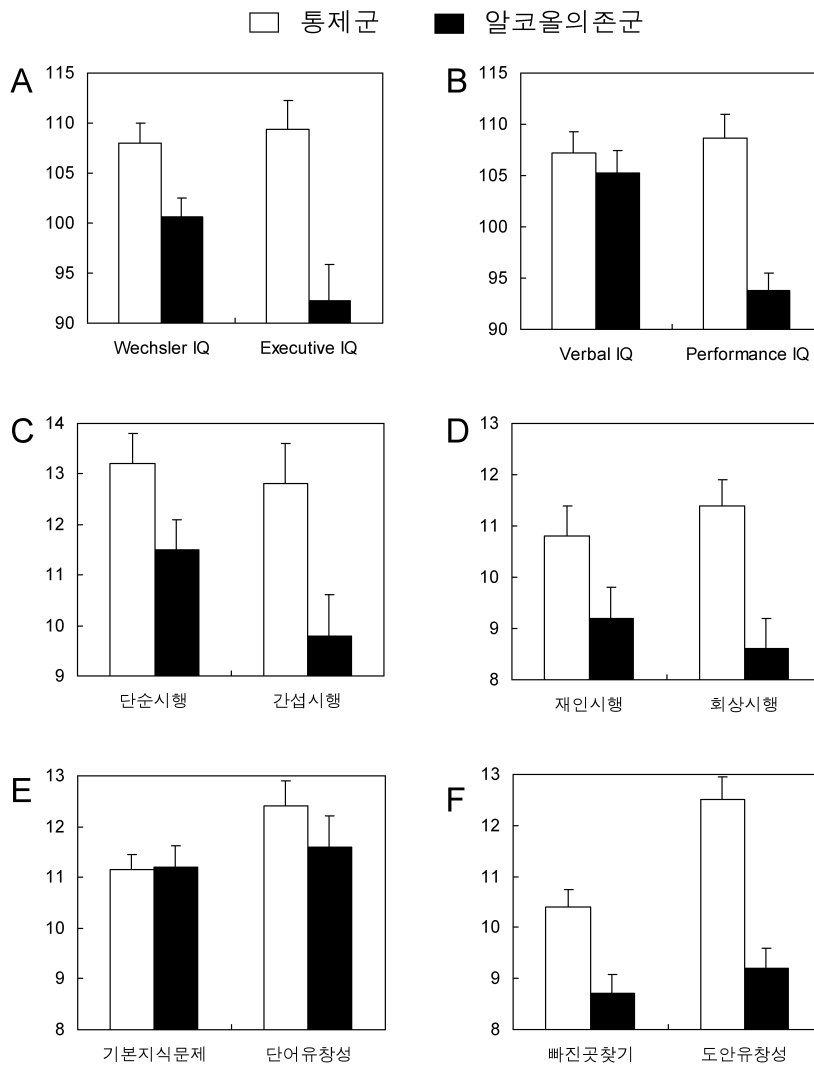 통제군 알코올의존군
A
115
110
105
100
95
90
Wechsler IQ Executive IQ
B
115
110
105
100
95
90
Verbal IQ Performance IQ
C
14
13
12
11
10
9
단순시행 간섭시행
D
13
12
11
10
9
8
재인시행 회상시행
E
13
12
11
10
9
8
기본지식문제 단어유창성
F
13
12
11
10
9
8
빠진곳찾기 도안유창성